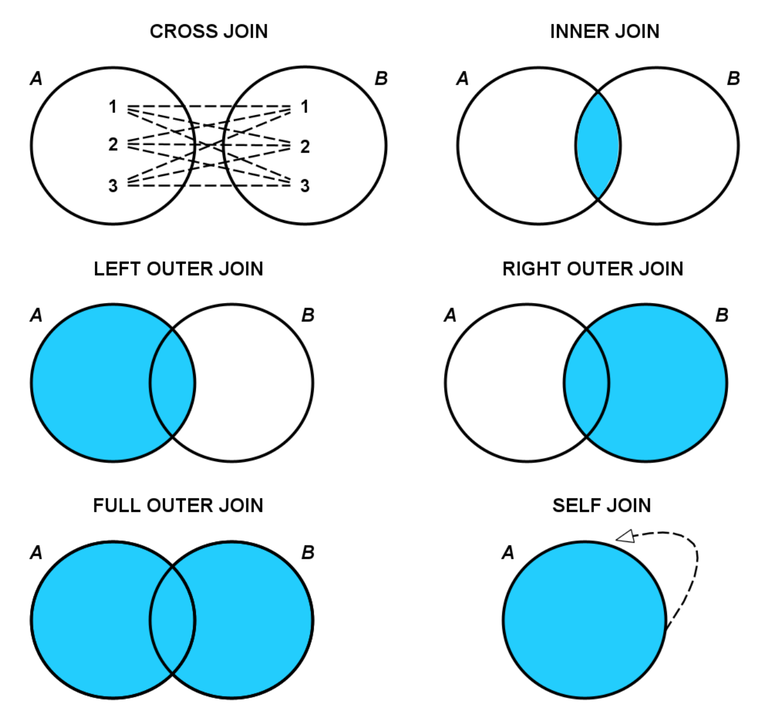 CROSS JOIN
A
B
1 1
2 2
3 3
INNER JOIN
A
B
LEFT OUTER JOIN
A
B
RIGHT OUTER JOIN
A
B
FULL OUTER JOIN
A
B
SELF JOIN
A